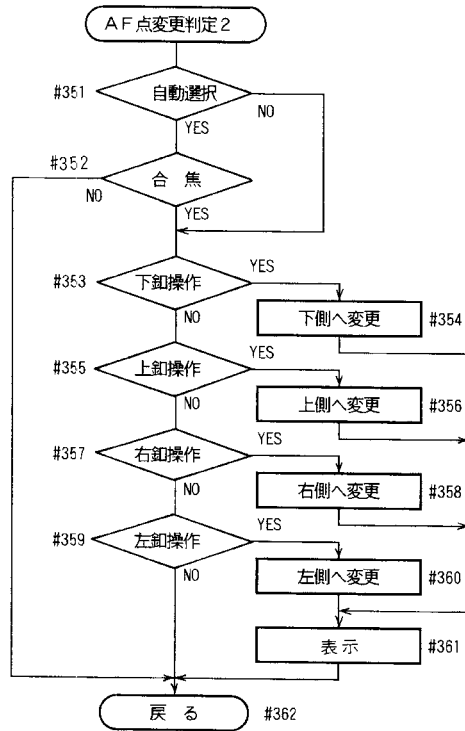 AF点変更判定2
#351
自動選択
NO
YES
#352
合焦
NO
YES
#353
下釦操作
YES
NO
下側へ変更
#354
#355
上釦操作
YES
NO
上側へ変更
#356
#357
右釦操作
YES
NO
右側へ変更
#358
#359
左釦操作
YES
NO
左側へ変更
#360
表示
#361
戻る
#362